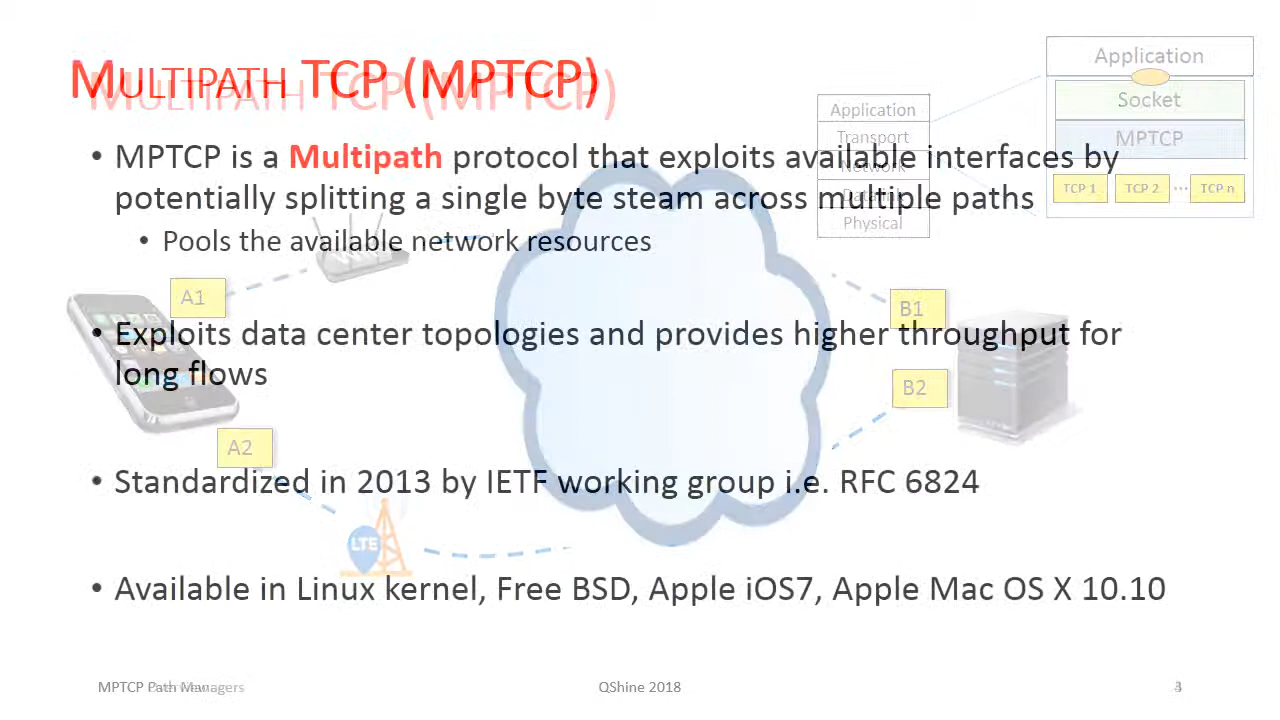 MULTIPATH TCP (MPTCP)
• MPTCP is a Multipath protocol that exploits available interfaces by
potentially splitting a single byte steam across multiple paths
• Pools the available network resources
• Exploits data center topologies and provides higher throughput for
long flows
• Standardized in 2013 by IETF working group i.e. RFC 6824
• Available in Linux kernel, Free BSD, Apple iOS7, Apple Mac OS X 10.10
Application
Transport
Network
Physical
Application
Socket
MPTCP
TCP 1 TCP 2 ... TCP n
A1
A2
B1
B2
LTE
MPTCP Path Managers
QShine 2018